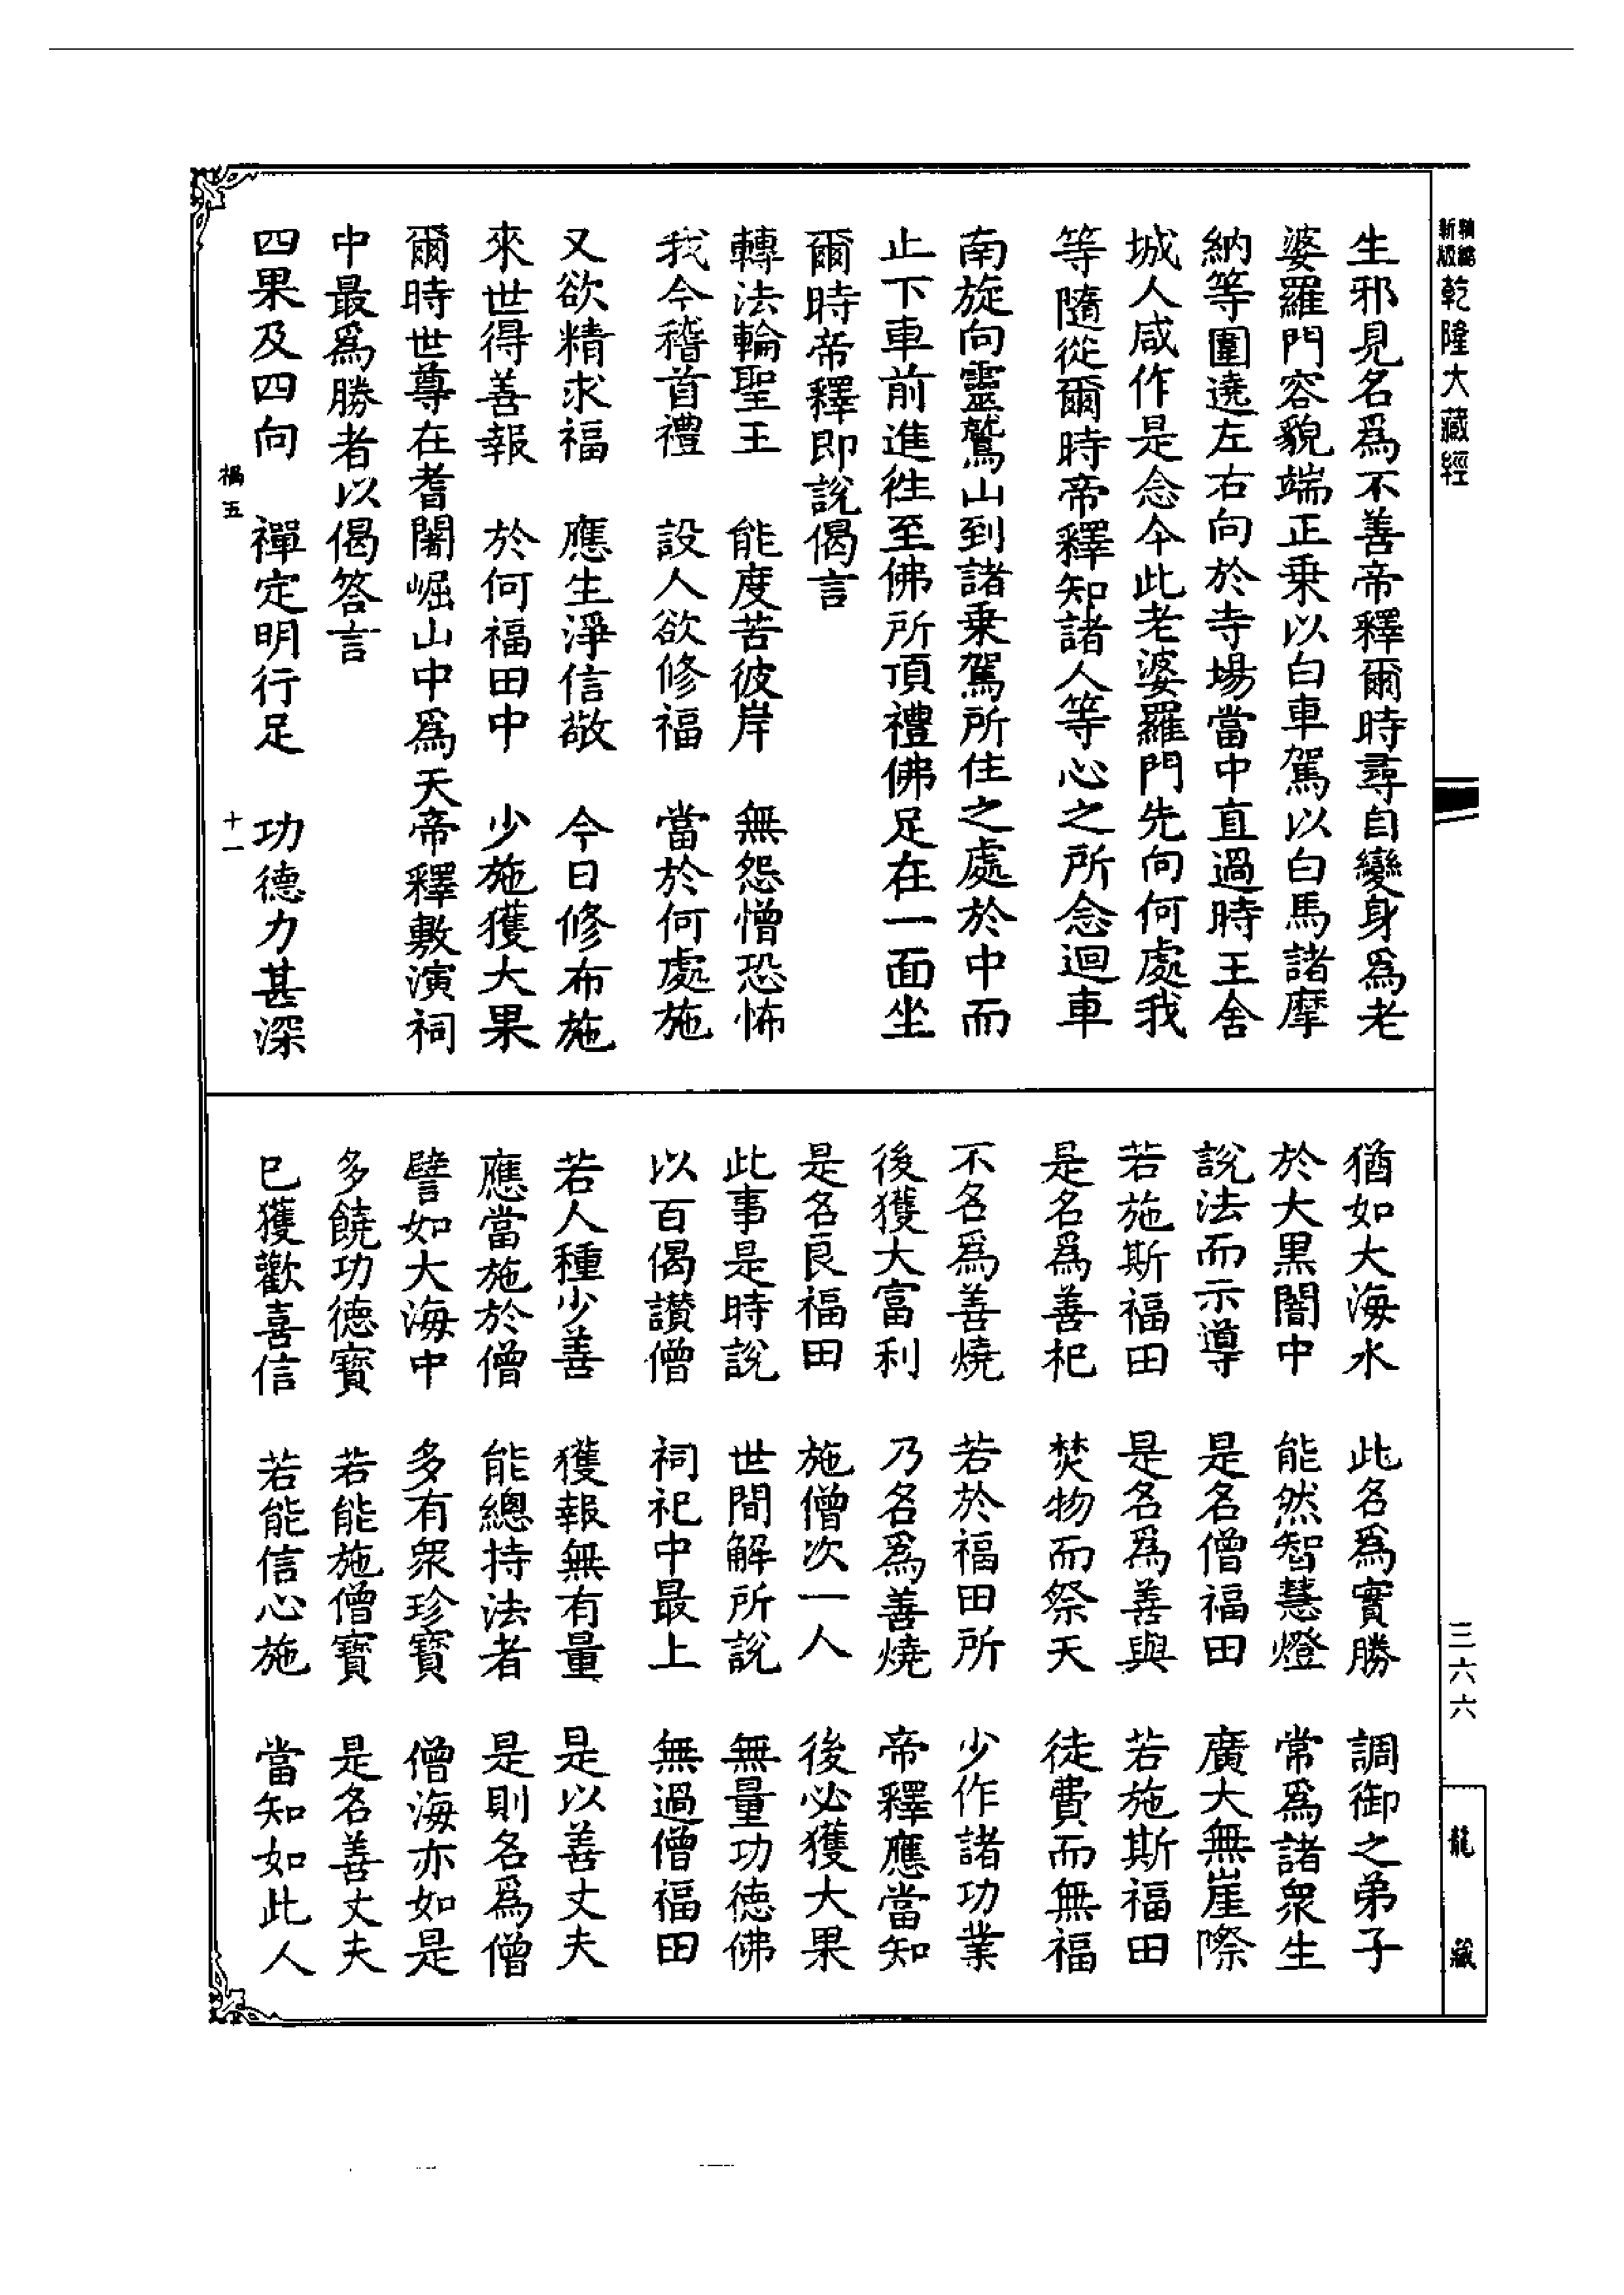 新編
縮版
乾隆大藏經
生邪見名爲不善帝釋爾時尋自變身爲老
婆羅門容貌端正乗以白車駕以白馬諸摩
納等圍遶左右向於寺場當中直過時王舍
城人咸作是念今此老婆羅門先向何處我
等隨從爾時帝釋知諸人等心之所念迴車
南旋向靈鷲山到諸乗駕所住之處於中而
止下車前進徃至佛所頂禮佛足在一面坐
爾時帝釋即說偈言
轉法輪聖王　能度苦彼岸　無怨憎恐怖
我今稽首禮　設人欲修福　當於何處施
又欲精求福　應生淨信敬　今日修布施
來世得善報　於何福田中　少施獲大果
爾時世尊在耆闍崛山中爲天帝釋敷演祠
中最爲勝者以偈答言
四果及四向　禪定明行足　功德力甚深
十一
猶如大海水　此名爲實勝　調御之弟子
於大黒闇中　能然智慧燈　常爲諸衆生
說法而示導　是名僧福田　廣大無崖際
若施斯福田　是名爲善與　若施斯福田
是名爲善祀　焚物而祭天　徒費而無福
不名爲善燒　若於福田所　少作諸功業
後獲大富利　乃名爲善燒　帝釋應當知
是名良福田　施僧次一人　後必獲大果
此事是時說　世間解所說　無量功德佛
以百偈讃僧　祠祀中最上　無過僧福田
若人種少善　獲報無有量　是以善丈夫
應當施於僧　能總持法者　是則名爲僧
譬如大海中　多有衆珍寶　僧海亦如是
多饒功德寶　若能施僧寶　是名善丈夫
已獲歡喜信　若能信心施　當知如此人
三六六
龍藏